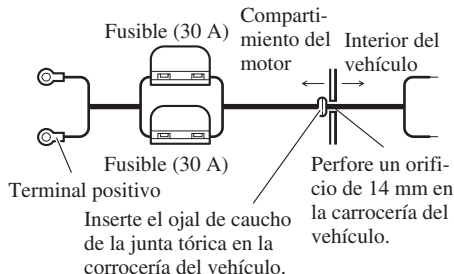 Fusible (30 A)
Comparti-
miento del
motor
Interior del
vehículo
Fusible (30 A)
Terminal positivo
Inserte el ojal de caucho
de la junta tórica en la
corrocería del vehículo.
Perfore un orifi-
cio de 14 mm en
la carrocería del
vehículo.